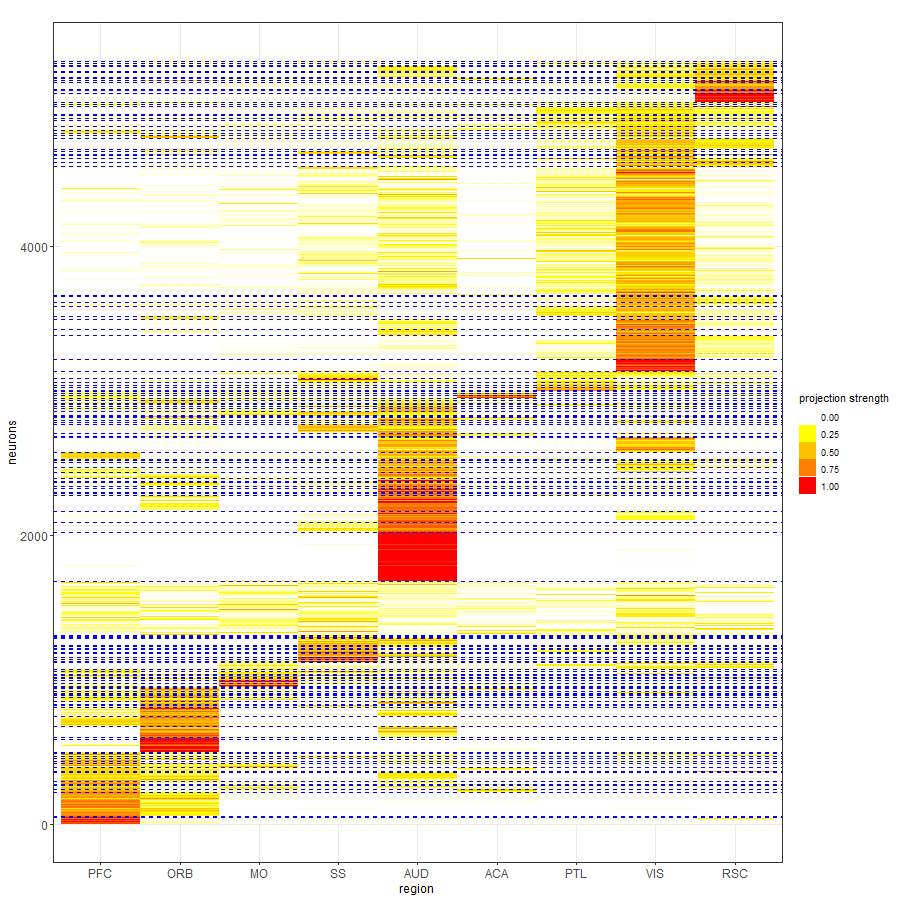 neurons
4000
2000
0
PFC ORB MO SS AUD ACA PTL VIS RSC
region
projection strength
0.00
0.25
0.50
0.75
1.00